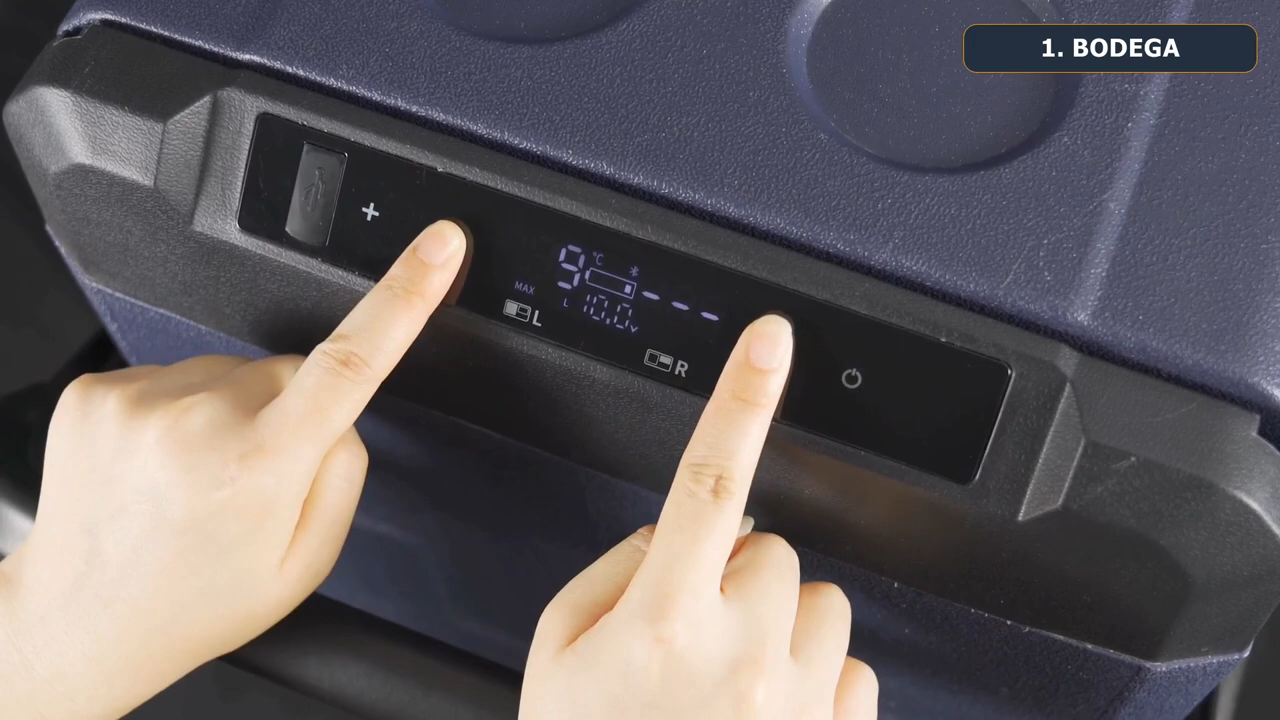 1. BODEGA
+
9 °C
- - -
MAX
L 10.0v
L
R